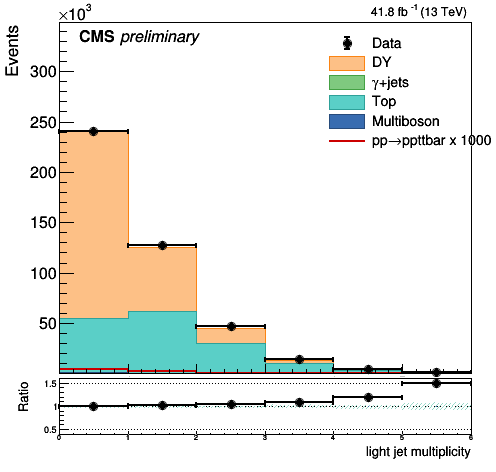 ×10³
41.8 fb⁻¹ (13 TeV)
CMS preliminary
Events
Data
DY
γ+jets
Top
Multiboson
pp→ppttbar x 1000
300
250
200
150
100
50
Ratio
1.5
1
0.5
0 1 2 3 4 5 6
light jet multiplicity